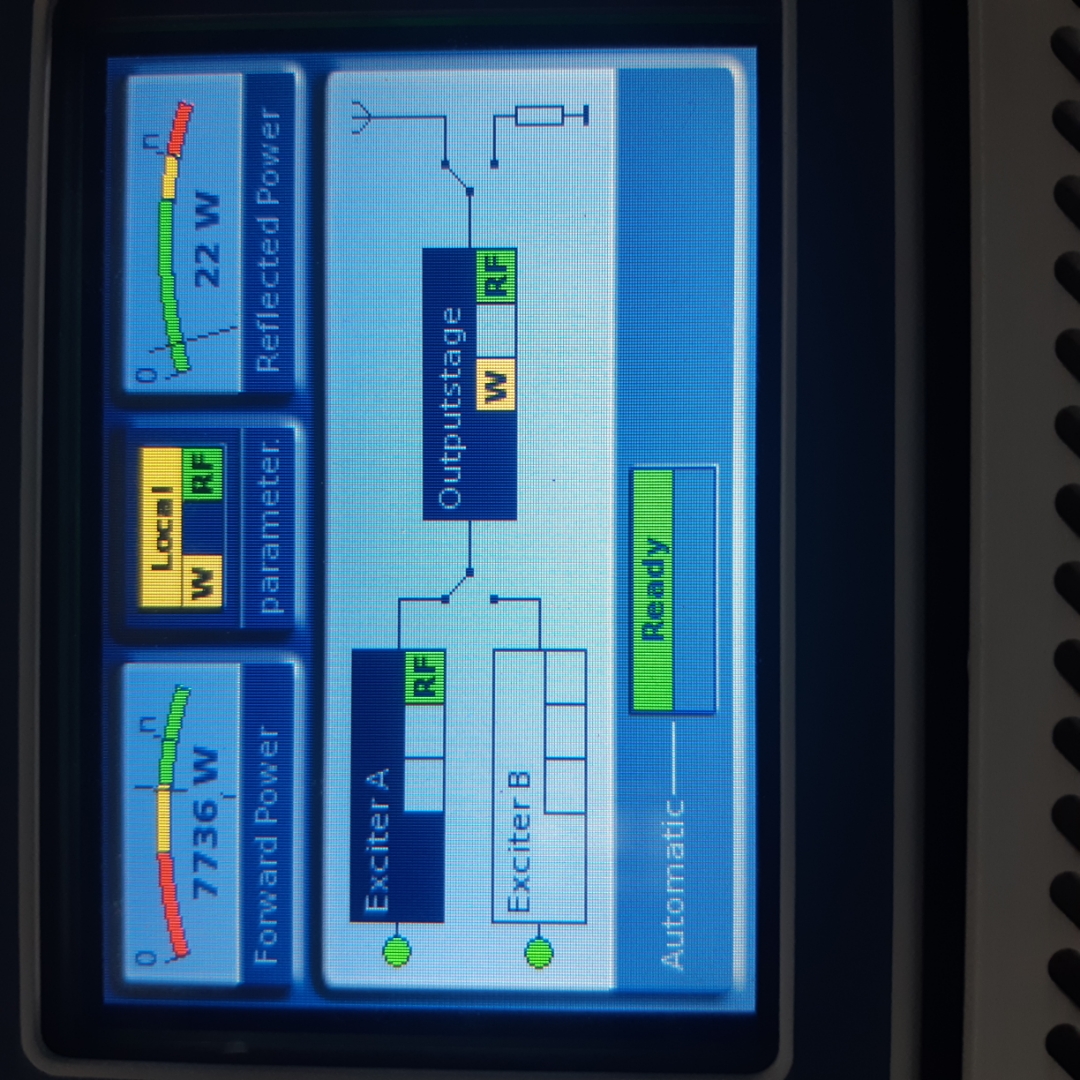 0 n
7736 W
Forward Power
Local
W RF
parameter.
0 n
22 W
Reflected Power
Exciter A
RF
Exciter B
Outputstage
W RF
Automatic
Ready